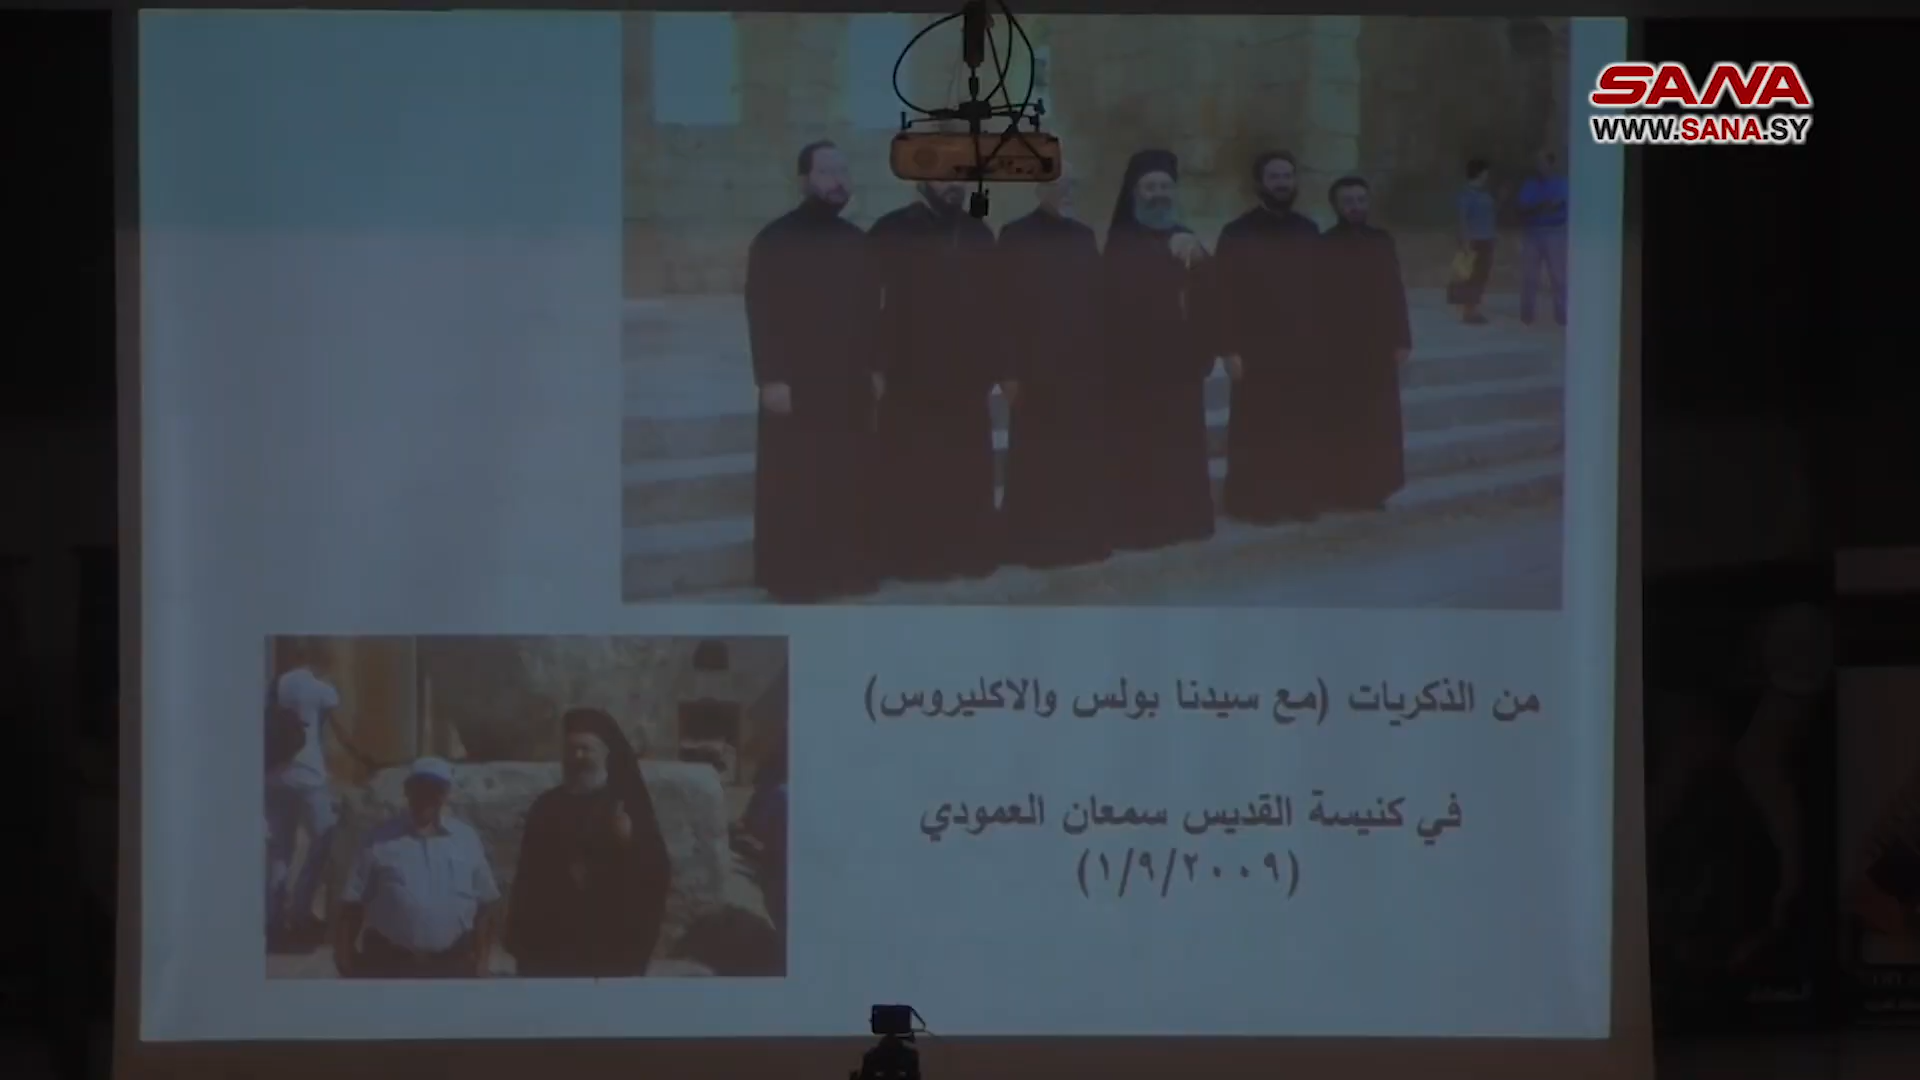 SANA
WWW.SANA.SY
من الذكريات (مع سيدنا بولس والاكليروس)
في كنيسة القديس سمعان العمودي
(١/٩/٢٠٠٩)